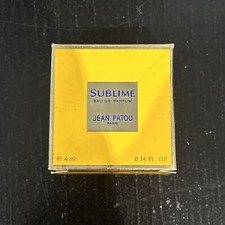 SUBLIME
EAU DE PARFUM
JEAN PATOU
PARIS
e 4 ml 0.14 FL. OZ.